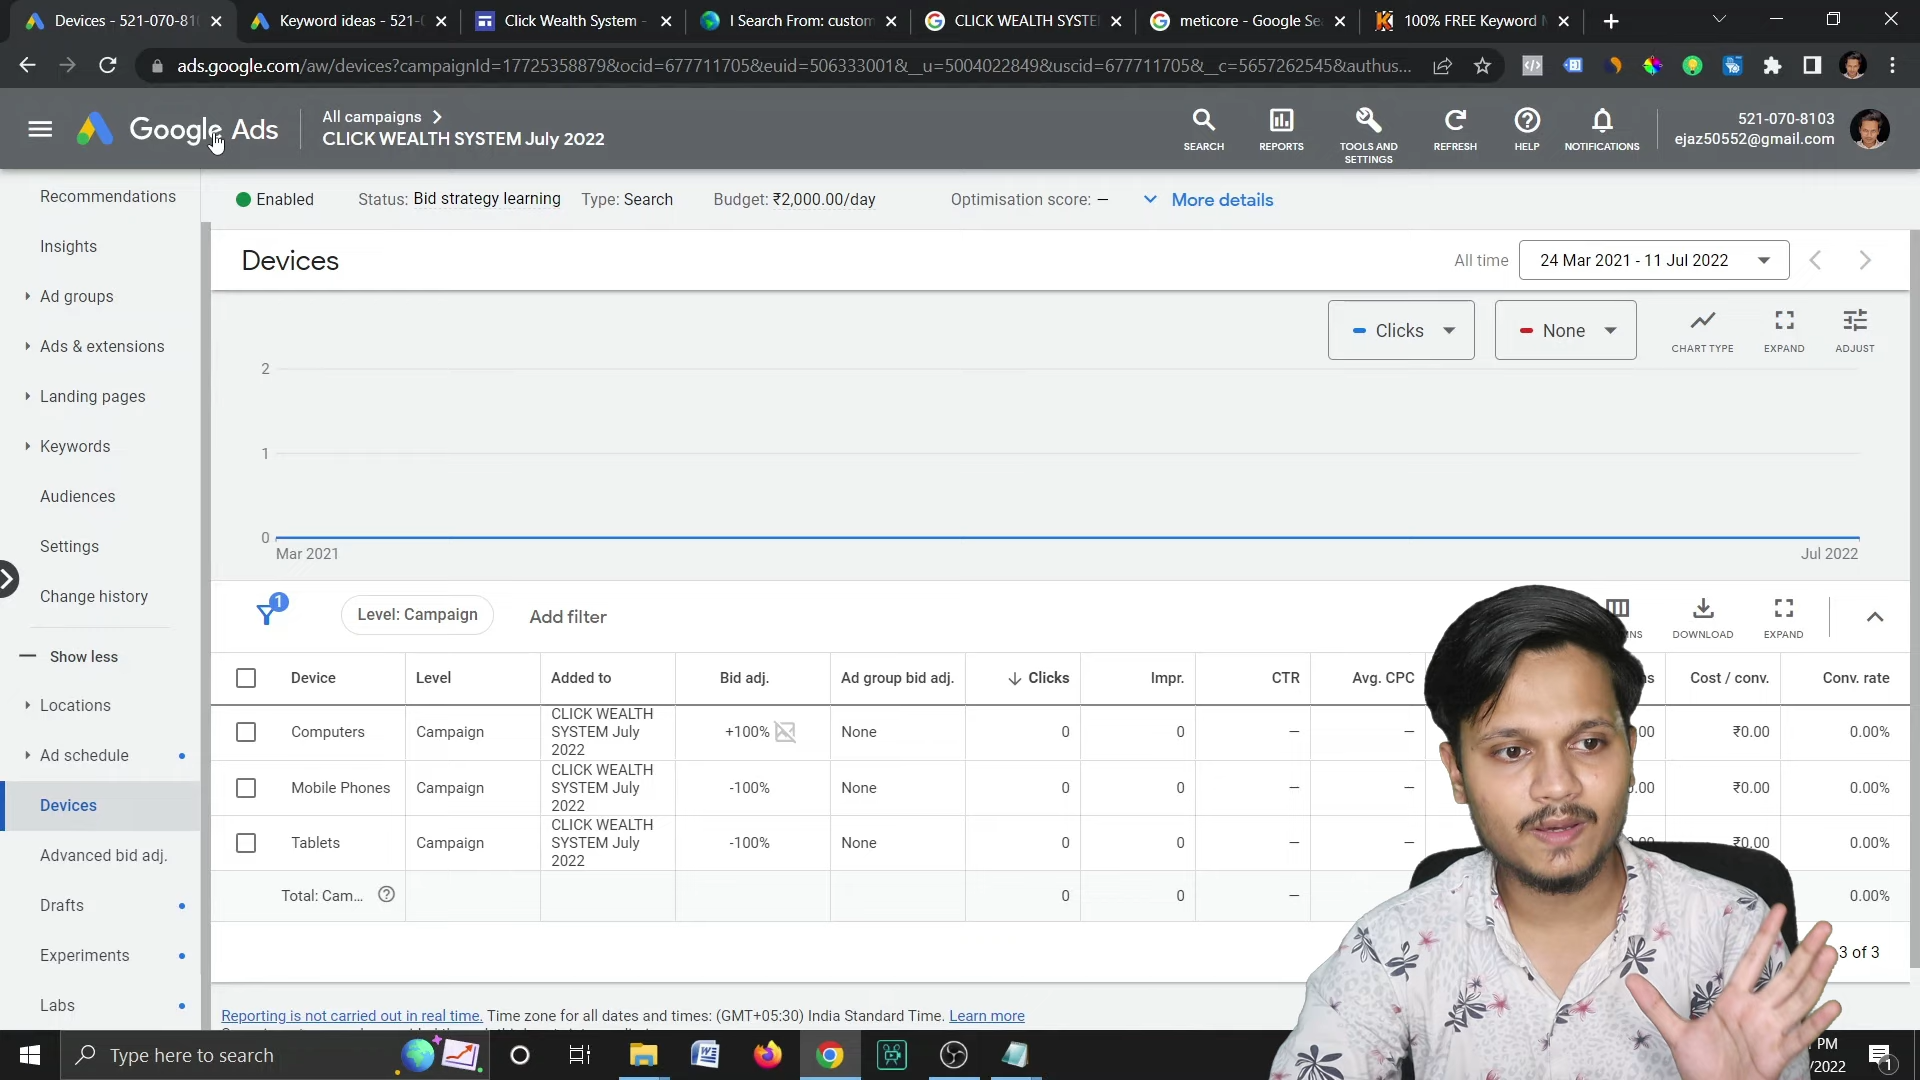 Devices - 521-070-81
Keyword ideas - 521-
Click Wealth System -
I Search From: custom
CLICK WEALTH SYSTE
meticore - Google Se
100% FREE Keyword
ads.google.com/aw/devices?campaignId=17725358879&ocid=677711705&euid=506333001&__u=5004022849&uscid=677711705&__c=5657262545&authus...
Google Ads
All campaigns
CLICK WEALTH SYSTEM July 2022
SEARCH
REPORTS
TOOLS AND SETTINGS
REFRESH
HELP
NOTIFICATIONS
521-070-8103
ejaz50552@gmail.com
Recommendations
Insights
Ad groups
Ads & extensions
Landing pages
Keywords
Audiences
Settings
Change history
Show less
Locations
Ad schedule
Devices
Advanced bid adj.
Drafts
Experiments
Labs
Enabled Status: Bid strategy learning Type: Search Budget: ₹2,000.00/day Optimisation score: — More details
Devices
All time 24 Mar 2021 - 11 Jul 2022
Clicks
None
CHART TYPE
EXPAND
ADJUST
2
1
0
Mar 2021
Jul 2022
1
Level: Campaign
Add filter
DOWNLOAD
EXPAND
Device Level Added to Bid adj. Ad group bid adj. Clicks Impr. CTR Avg. CPC Cost / conv. Conv. rate
Computers Campaign CLICK WEALTH SYSTEM July 2022 +100% None 0 0 — — ₹0.00 0.00%
Mobile Phones Campaign CLICK WEALTH SYSTEM July 2022 -100% None 0 0 — — ₹0.00 0.00%
Tablets Campaign CLICK WEALTH SYSTEM July 2022 -100% None 0 0 — — ₹0.00 0.00%
Total: Cam... 0 0 — 0.00%
3 of 3
Reporting is not carried out in real time. Time zone for all dates and times: (GMT+05:30) India Standard Time. Learn more
Type here to search
PM
/2022
1